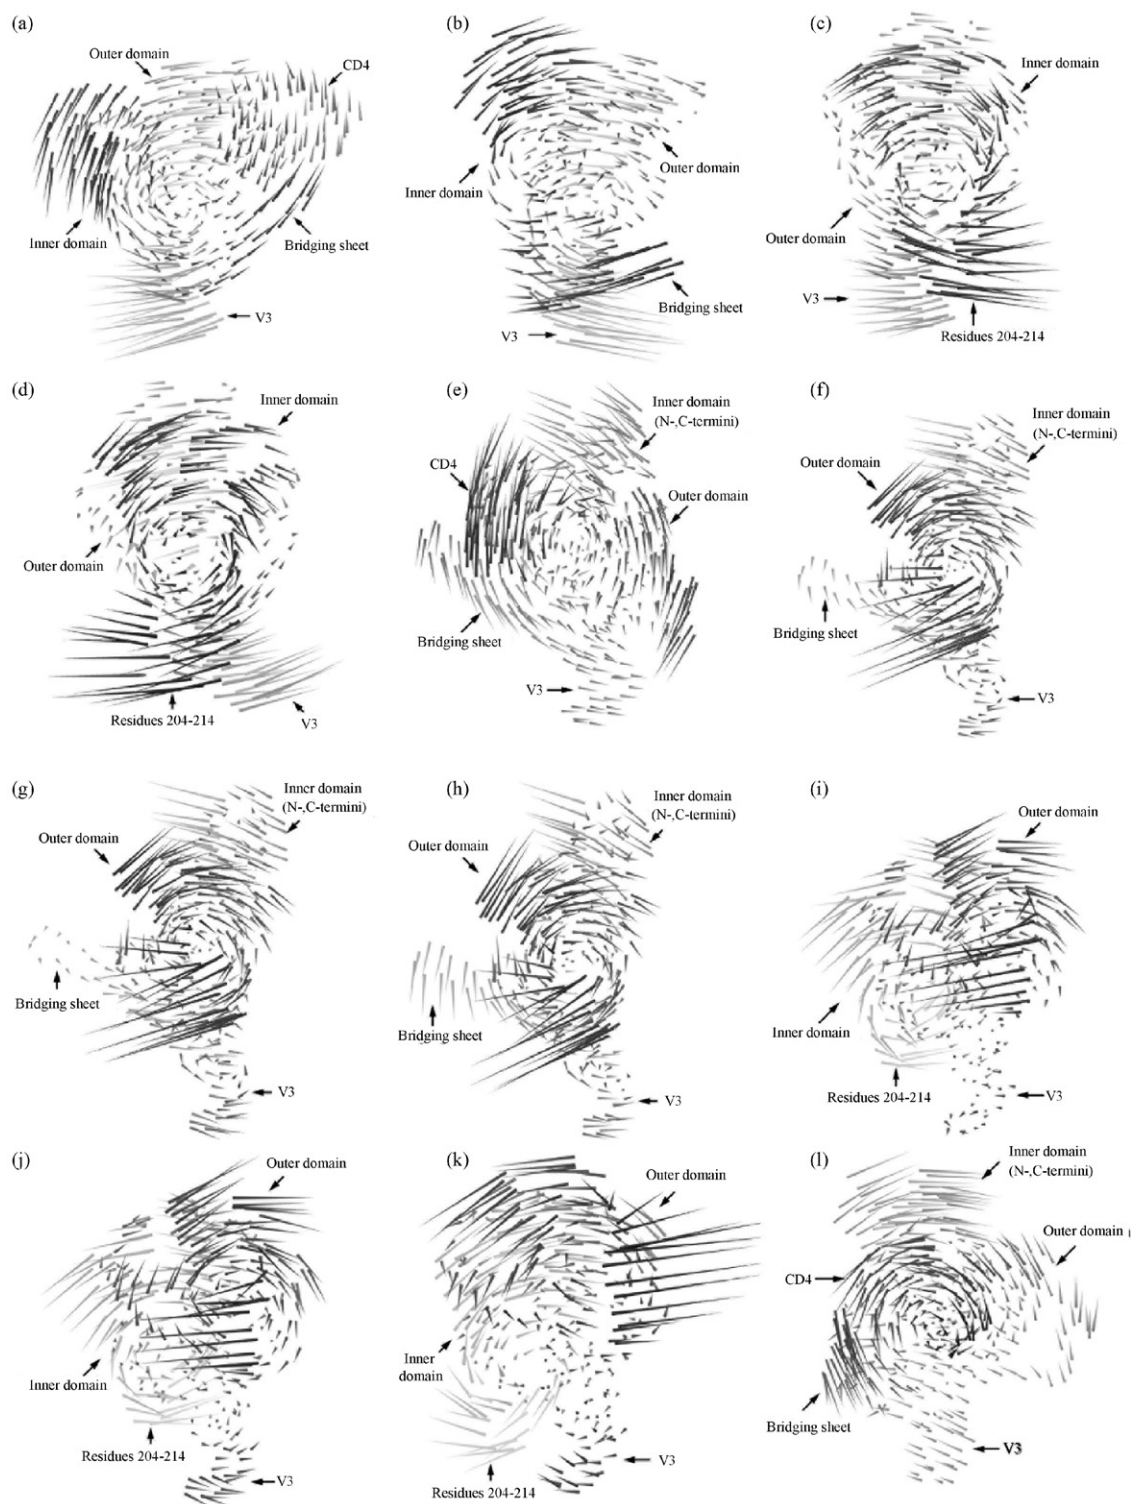 (a)
Outer domain
CD4
Inner domain
Bridging sheet
V3
(b)
Inner domain
Outer domain
Bridging sheet
V3
(c)
Inner domain
Outer domain
V3
Residues 204-214
(d)
Inner domain
Outer domain
Residues 204-214
V3
(e)
Inner domain
(N-,C-termini)
CD4
Outer domain
Bridging sheet
V3
(f)
Inner domain
(N-,C-termini)
Outer domain
Bridging sheet
V3
(g)
Inner domain
(N-,C-termini)
Outer domain
Bridging sheet
V3
(h)
Inner domain
(N-,C-termini)
Outer domain
Bridging sheet
V3
(i)
Outer domain
Inner domain
Residues 204-214
V3
(j)
Outer domain
Inner domain
Residues 204-214
V3
(k)
Outer domain
Inner
domain
V3
Residues 204-214
(l)
Inner domain
(N-,C-termini)
Outer domain
CD4
Bridging sheet
V3